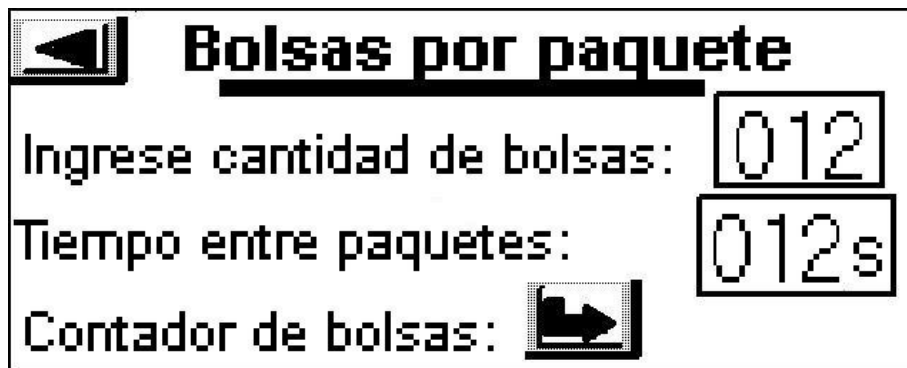 Bolsas por paquete
Ingrese cantidad de bolsas: 012
Tiempo entre paquetes: 012s
Contador de bolsas: